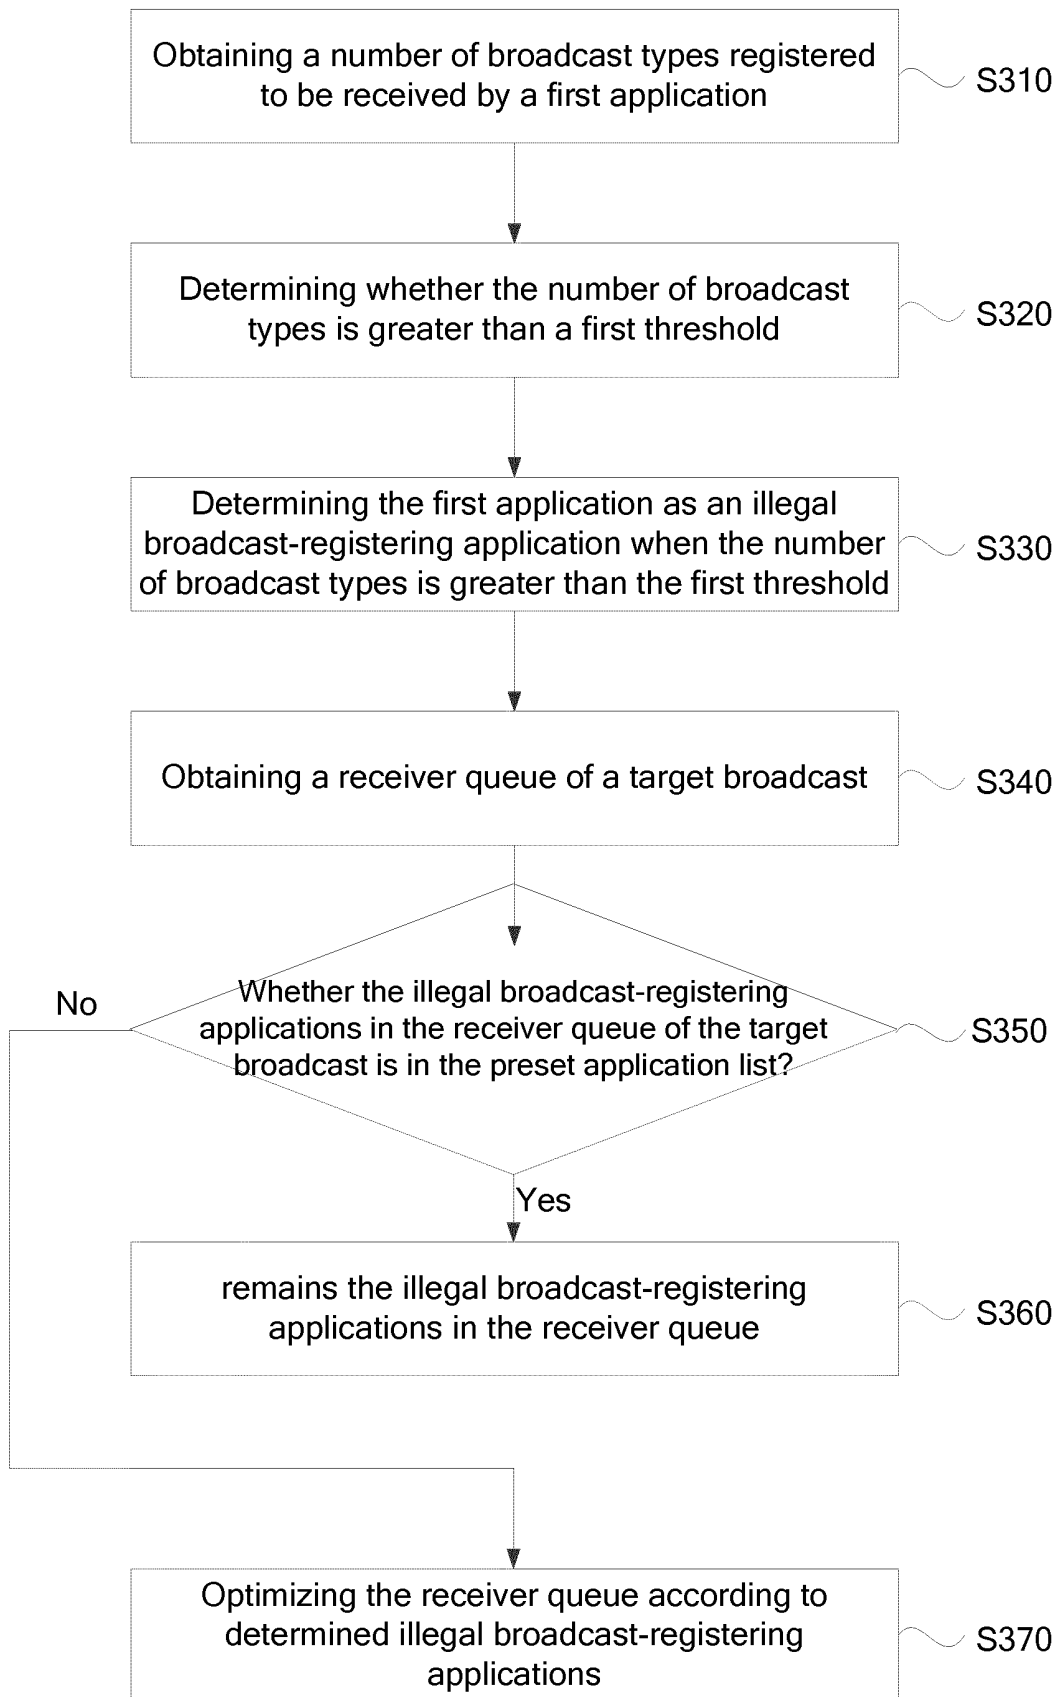 Obtaining a number of broadcast types registered
to be received by a first application
S310
Determining whether the number of broadcast
types is greater than a first threshold
S320
Determining the first application as an illegal
broadcast-registering application when the number
of broadcast types is greater than the first threshold
S330
Obtaining a receiver queue of a target broadcast
S340
Whether the illegal broadcast-registering
applications in the receiver queue of the target
broadcast is in the preset application list?
S350
No
Yes
remains the illegal broadcast-registering
applications in the receiver queue
S360
Optimizing the receiver queue according to
determined illegal broadcast-registering
applications
S370